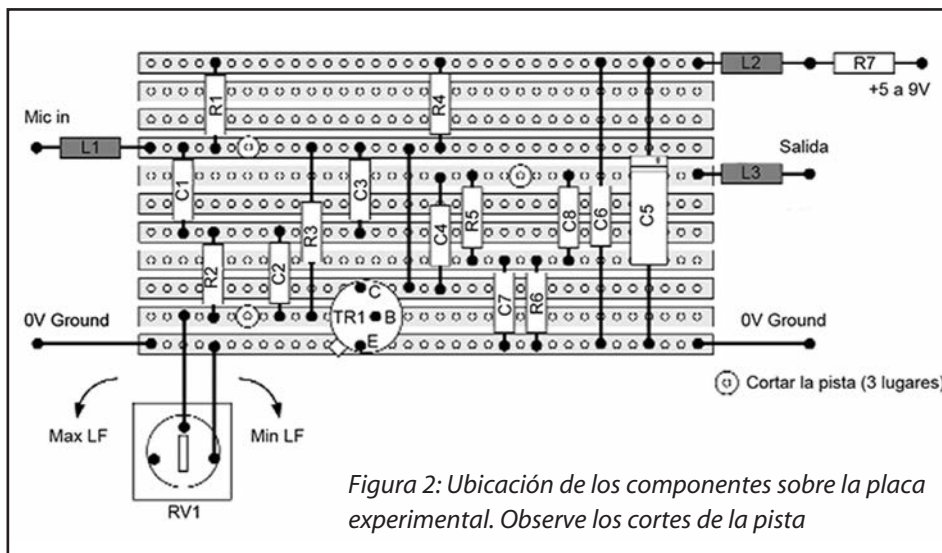 L2
R7
+5 a 9V
Mic in
L1
R1
R4
Salida
L3
C1
R3
C3
C4
R5
C8
C6
+
C5
R2
C2
C7
R6
TR1
C
B
E
0V Ground
0V Ground
Cortar la pista (3 lugares)
Max LF
Min LF
RV1
Figura 2: Ubicación de los componentes sobre la placa
experimental. Observe los cortes de la pista